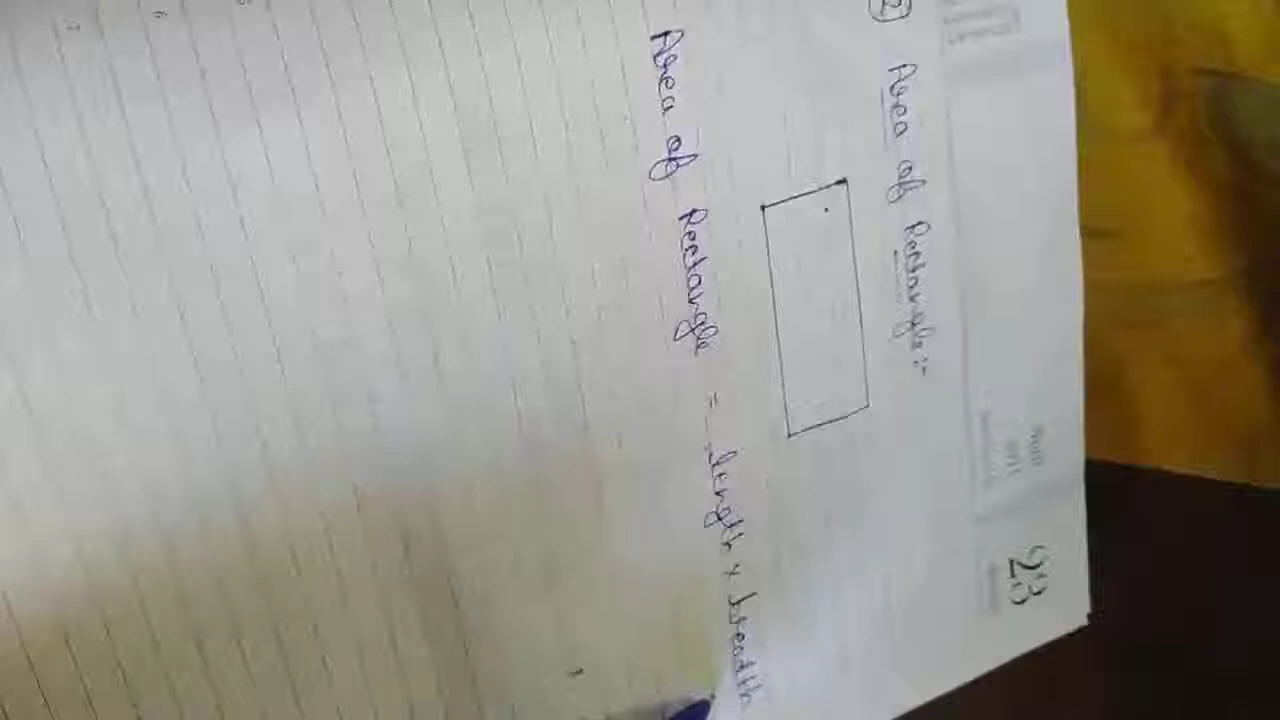 23
2 Area of Rectangle :-
Area of Rectangle = length x breadth